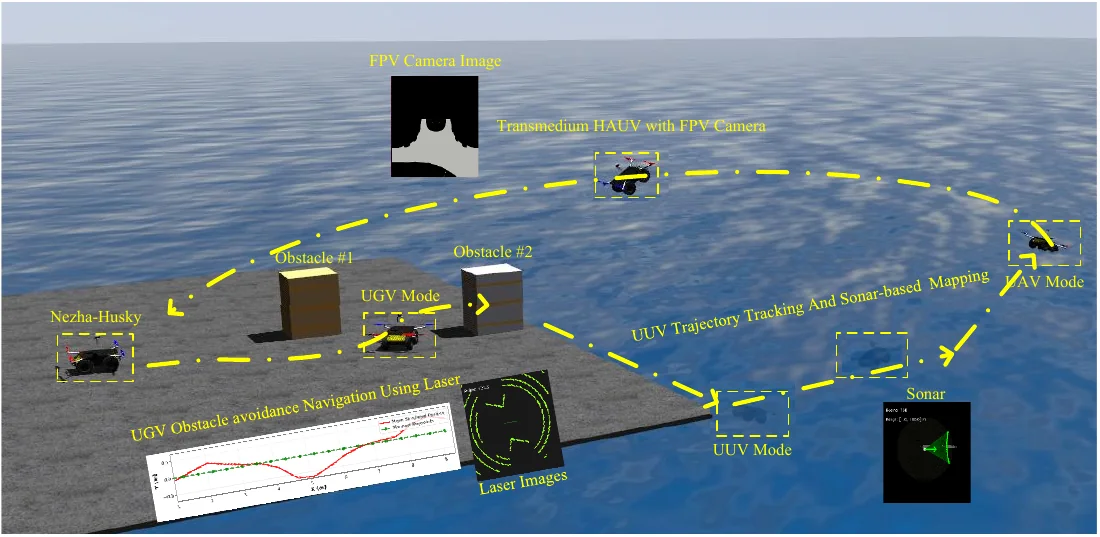 FPV Camera Image
Transmedium HAUV with FPV Camera
Obstacle #1
Obstacle #2
UGV Mode
Nezha-Husky
UAV Mode
UUV Trajectory Tracking And Sonar-based Mapping
UGV Obstacle avoidance Navigation Using Laser
Sonar
UUV Mode
Laser Images
X [m]